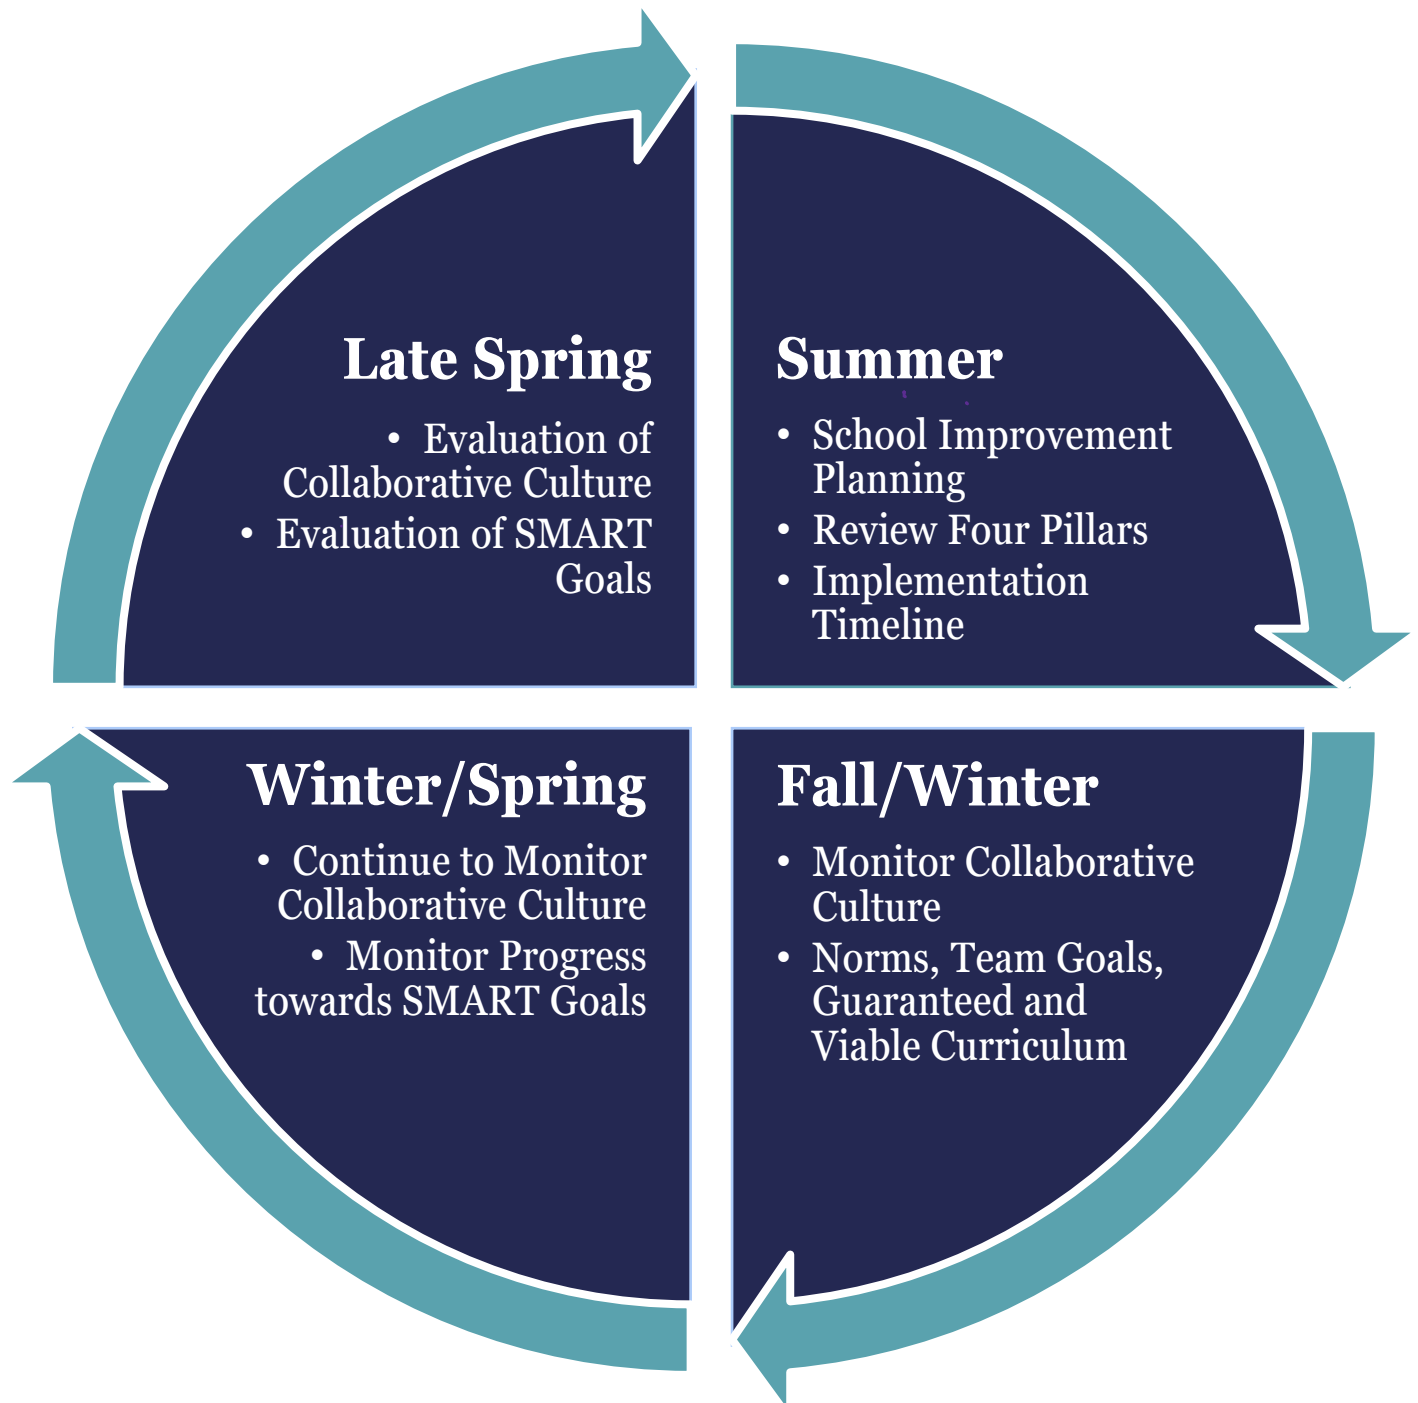 Late Spring
• Evaluation of
Collaborative Culture
• Evaluation of SMART
Goals
Summer
• School Improvement
Planning
• Review Four Pillars
• Implementation
Timeline
Winter/Spring
• Continue to Monitor
Collaborative Culture
• Monitor Progress
towards SMART Goals
Fall/Winter
• Monitor Collaborative
Culture
• Norms, Team Goals,
Guaranteed and
Viable Curriculum